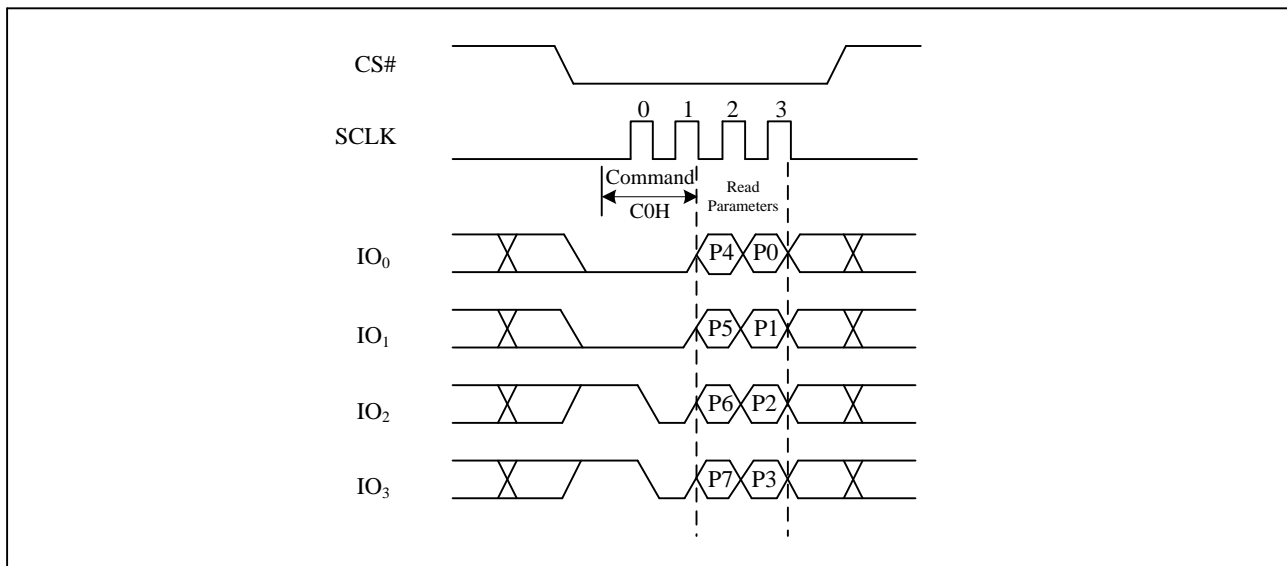 CS#
0 1 2 3
SCLK
Command
C0H
Read
Parameters
IO₀ P4 P0
IO₁ P5 P1
IO₂ P6 P2
IO₃ P7 P3